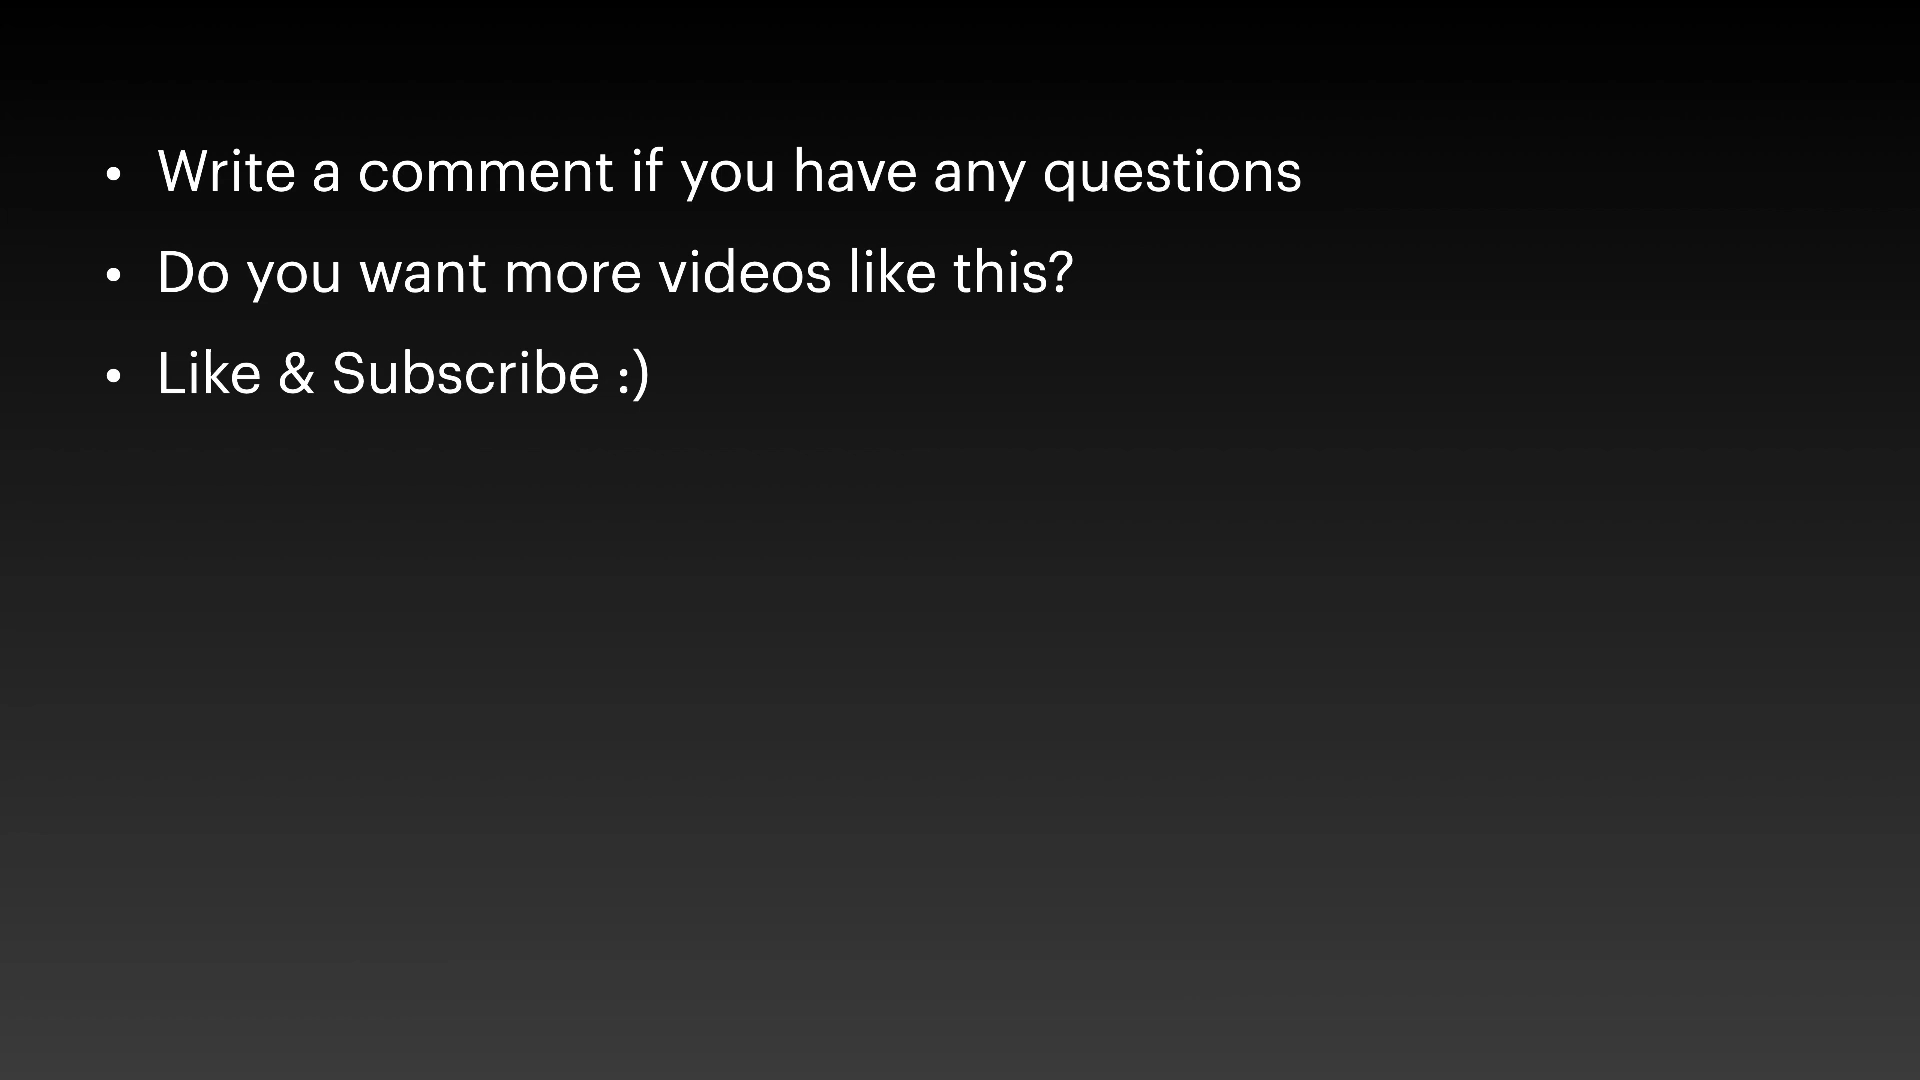 • Write a comment if you have any questions
• Do you want more videos like this?
• Like & Subscribe :)